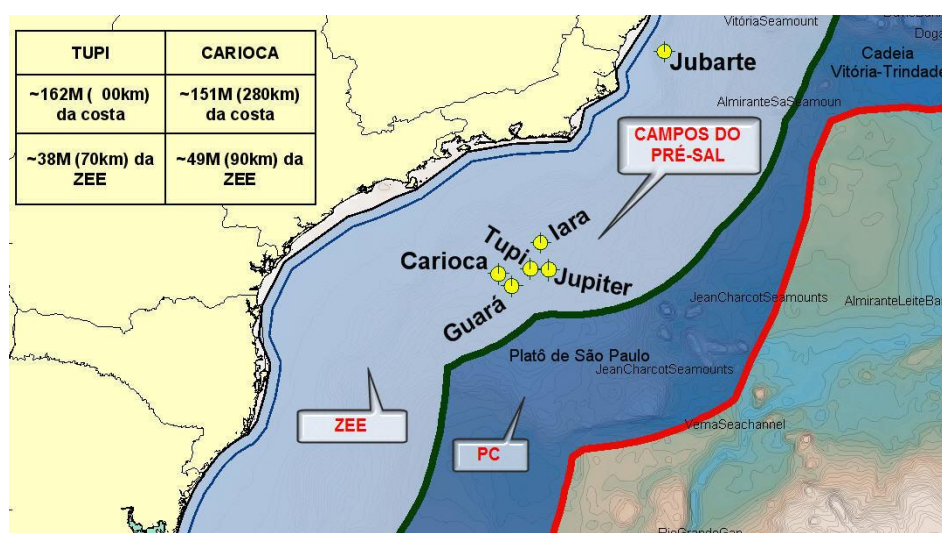 TUPI
CARIOCA
~162M ( 00km)
da costa
~151M (280km)
da costa
~38M (70km) da
ZEE
~49M (90km) da
ZEE
VitóriaSeamount
Jubarte
Cadeia
Vitória-Trindade
AlmiranteSaSeamoun
CAMPOS DO
PRÉ-SAL
Iara
Tupi
Carioca
Jupiter
Guará
JeanCharcotSeamounts
AlmiranteLeiteBa
Platô de São Paulo
JeanCharcotSeamounts
ZEE
PC
VemaSeachannel